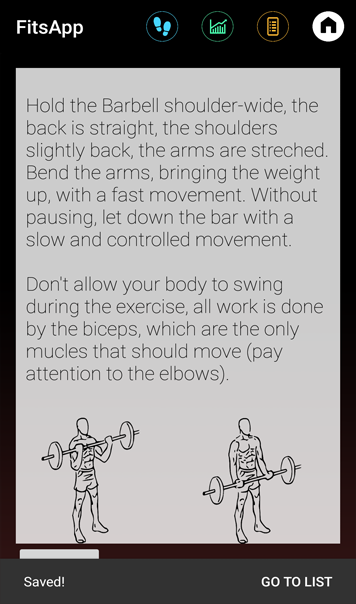 FitsApp
Hold the Barbell shoulder-wide, the
back is straight, the shoulders
slightly back, the arms are streched.
Bend the arms, bringing the weight
up, with a fast movement. Without
pausing, let down the bar with a
slow and controlled movement.
Don't allow your body to swing
during the exercise, all work is done
by the biceps, which are the only
mucles that should move (pay
attention to the elbows).
Saved!
GO TO LIST